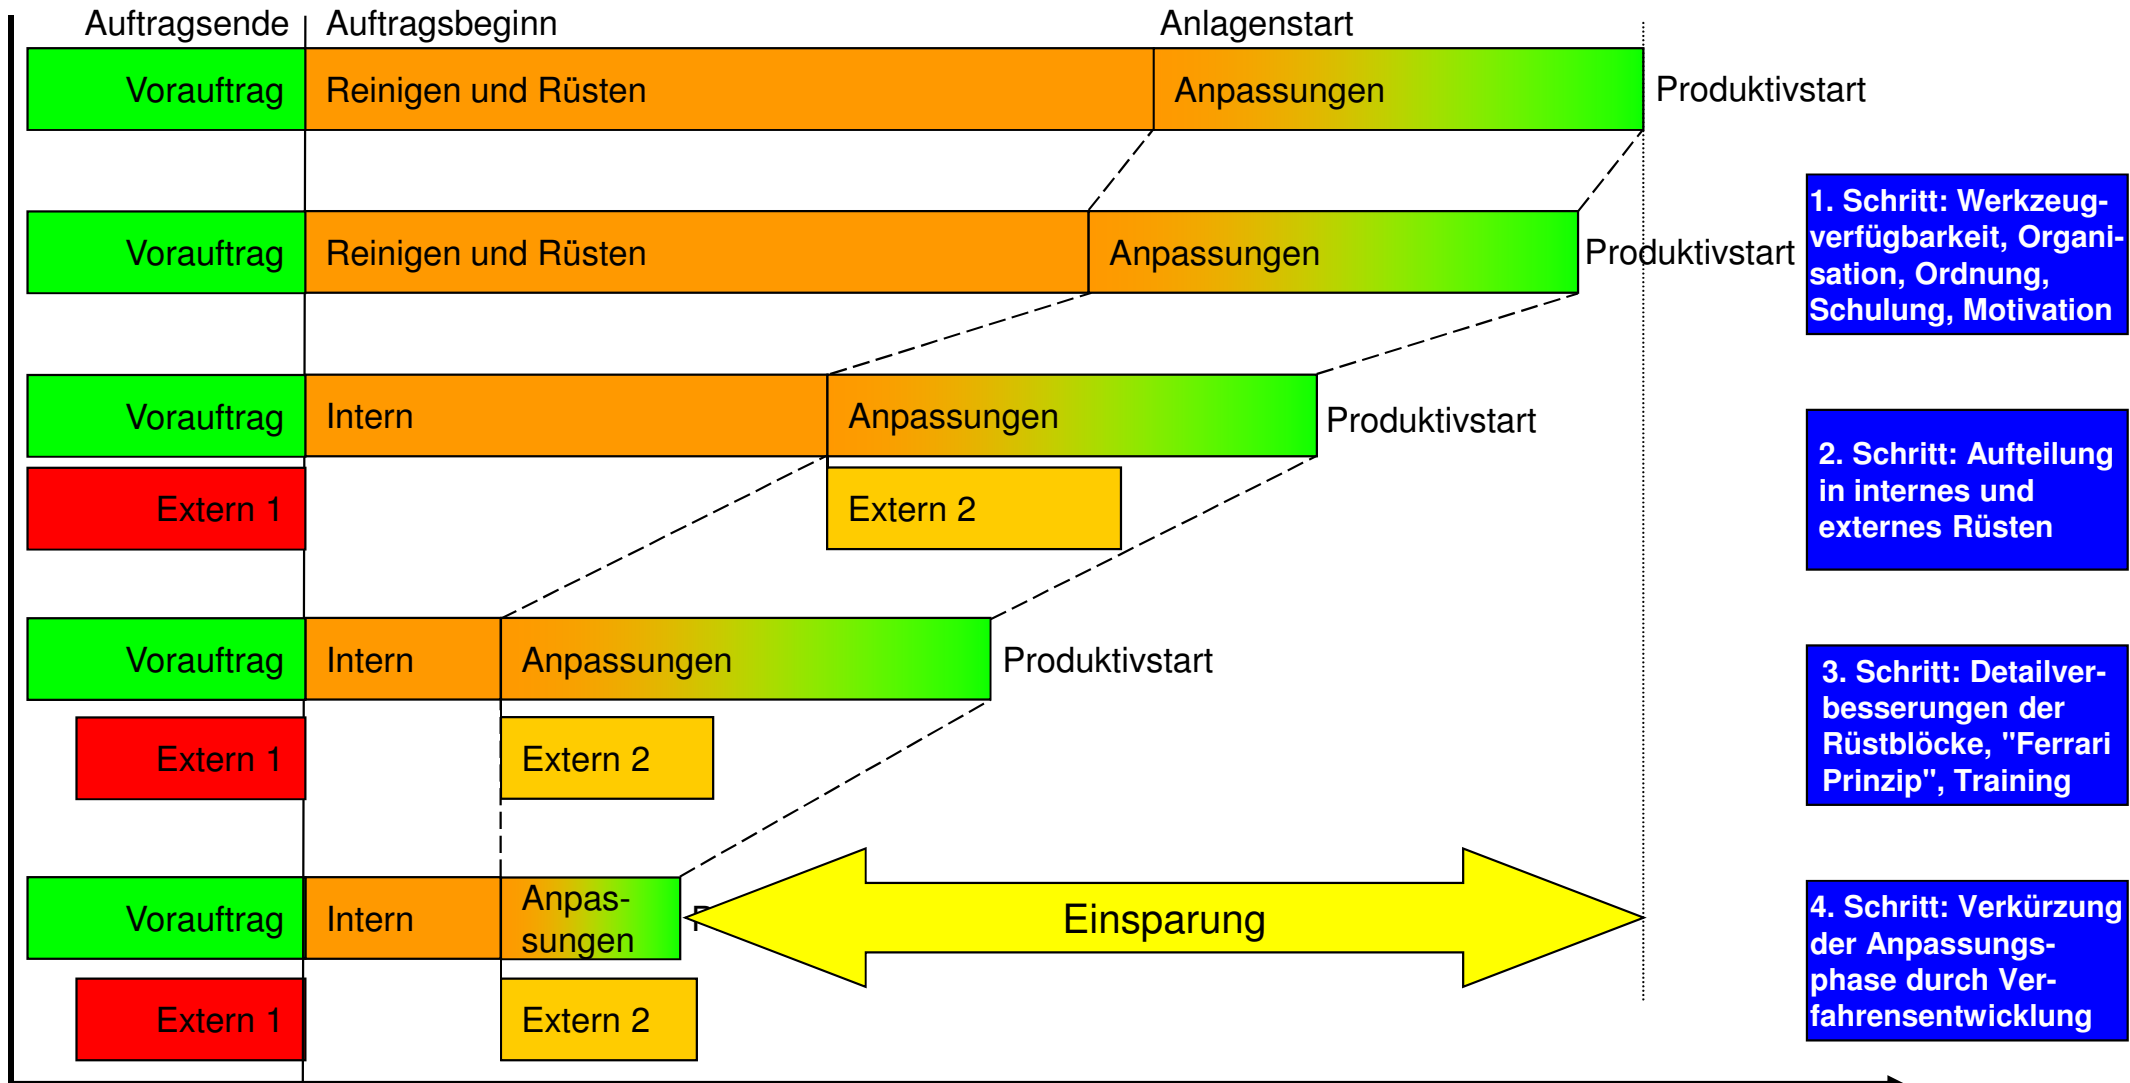 Auftragsende
Auftragsbeginn
Anlagenstart
Vorauftrag
Reinigen und Rüsten
Anpassungen
Produktivstart
Vorauftrag
Reinigen und Rüsten
Anpassungen
Produktivstart
1. Schritt: Werkzeug-
verfügbarkeit, Organi-
sation, Ordnung,
Schulung, Motivation
Vorauftrag
Intern
Anpassungen
Produktivstart
Extern 1
Extern 2
2. Schritt: Aufteilung
in internes und
externes Rüsten
Vorauftrag
Intern
Anpassungen
Produktivstart
Extern 1
Extern 2
3. Schritt: Detailver-
besserungen der
Rüstblöcke, "Ferrari
Prinzip", Training
Vorauftrag
Intern
Anpas-
sungen
Einsparung
Extern 1
Extern 2
4. Schritt: Verkürzung
der Anpassungs-
phase durch Ver-
fahrensentwicklung